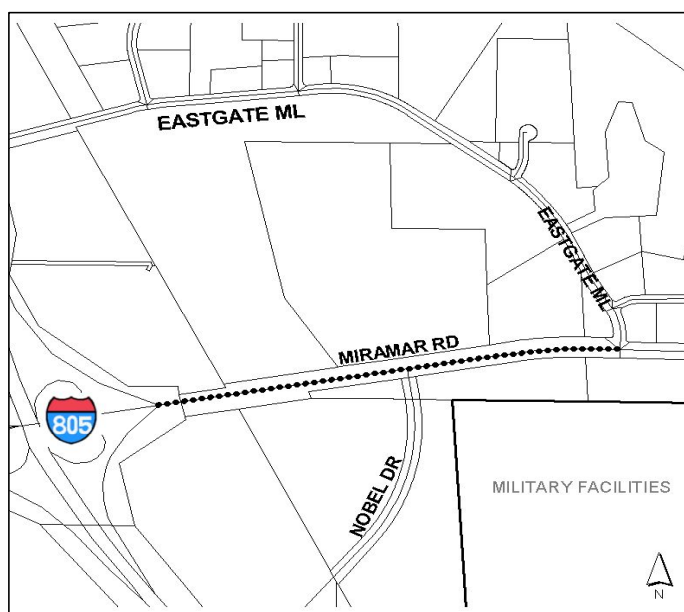 EASTGATE ML
EASTGATE ML
MIRAMAR RD
805
NOBEL DR
MILITARY FACILITIES
N